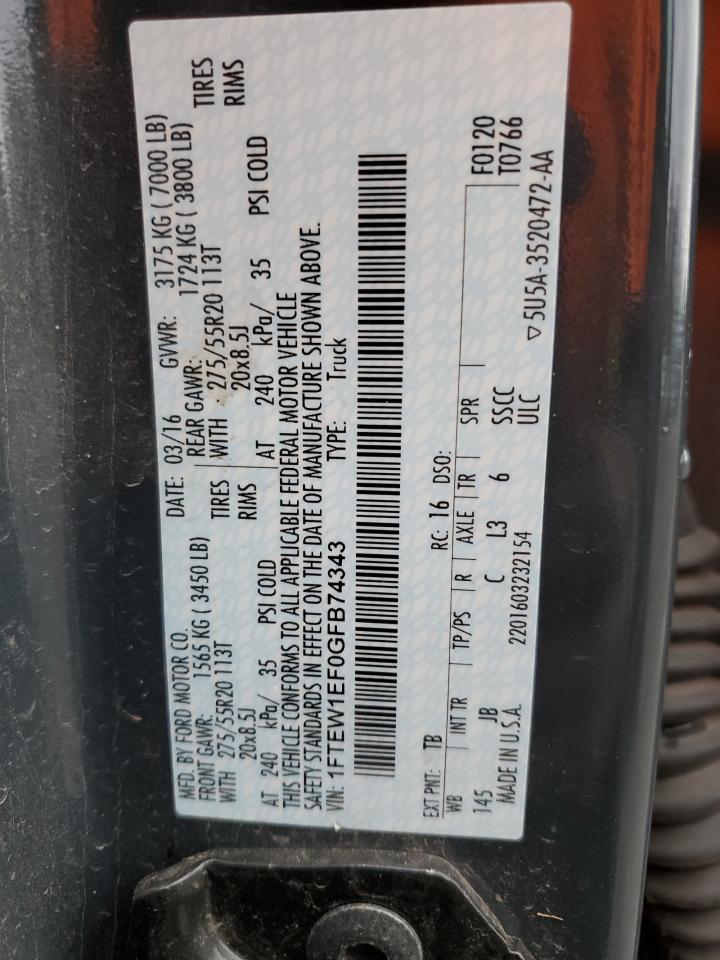 MFD. BY FORD MOTOR CO. DATE: 03/16 GVWR: 3175 KG ( 7000 LB)
FRONT GAWR: 1565 KG ( 3450 LB) REAR GAWR: 1724 KG ( 3800 LB)
WITH 275/55R20 113T TIRES WITH 275/55R20 113T TIRES
20x8.5J RIMS 20x8.5J RIMS
AT 240 kPa/ 35 PSI COLD AT 240 kPa/ 35 PSI COLD
THIS VEHICLE CONFORMS TO ALL APPLICABLE FEDERAL MOTOR VEHICLE
SAFETY STANDARDS IN EFFECT ON THE DATE OF MANUFACTURE SHOWN ABOVE.
VIN: 1FTEW1EF0GFB74343 TYPE: Truck
EXT PNT: TB RC: 16 DSO:
WB INT TR TP/PS R AXLE TR SPR F0120
145 JB C L3 6 SSCC T0766
MADE IN U.S.A. 2201603232154 ULC
▽ 5U5A-3520472-AA